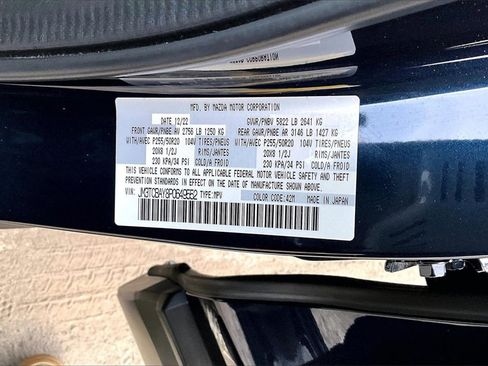 MFD. BY MAZDA MOTOR CORPORATION
DATE 12/22 GVWR/PNBV 5822 LB 2641 KG
FRONT GAWR/PNBE AV 2756 LB 1250 KG REAR GAWR/PNBE AR 3146 LB 1427 KG
WITH/AVEC P255/50R20 104V TIRES/PNEUS WITH/AVEC P255/50R20 104V TIRES/PNEUS
20X8 1/2J 20X8 1/2J
230 KPA/34 PSI COLD/A FROID 230 KPA/34 PSI COLD/A FROID
THIS VEHICLE CONFORMS TO ALL APPLICABLE FEDERAL MOTOR VEHICLE
SAFETY, BUMPER AND THEFT PREVENTION STANDARDS IN EFFECT ON
THE DATE OF MANUFACTURE SHOWN ABOVE.
JM3TCBAY8P0649552 TYPE:MPV
COLOR CODE:42M MADE IN JAPAN